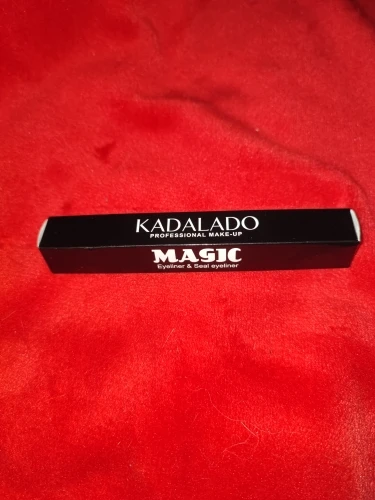 KADALADO
PROFESSIONAL MAKE-UP
MAGIC
Eyeliner & Seal eyeliner